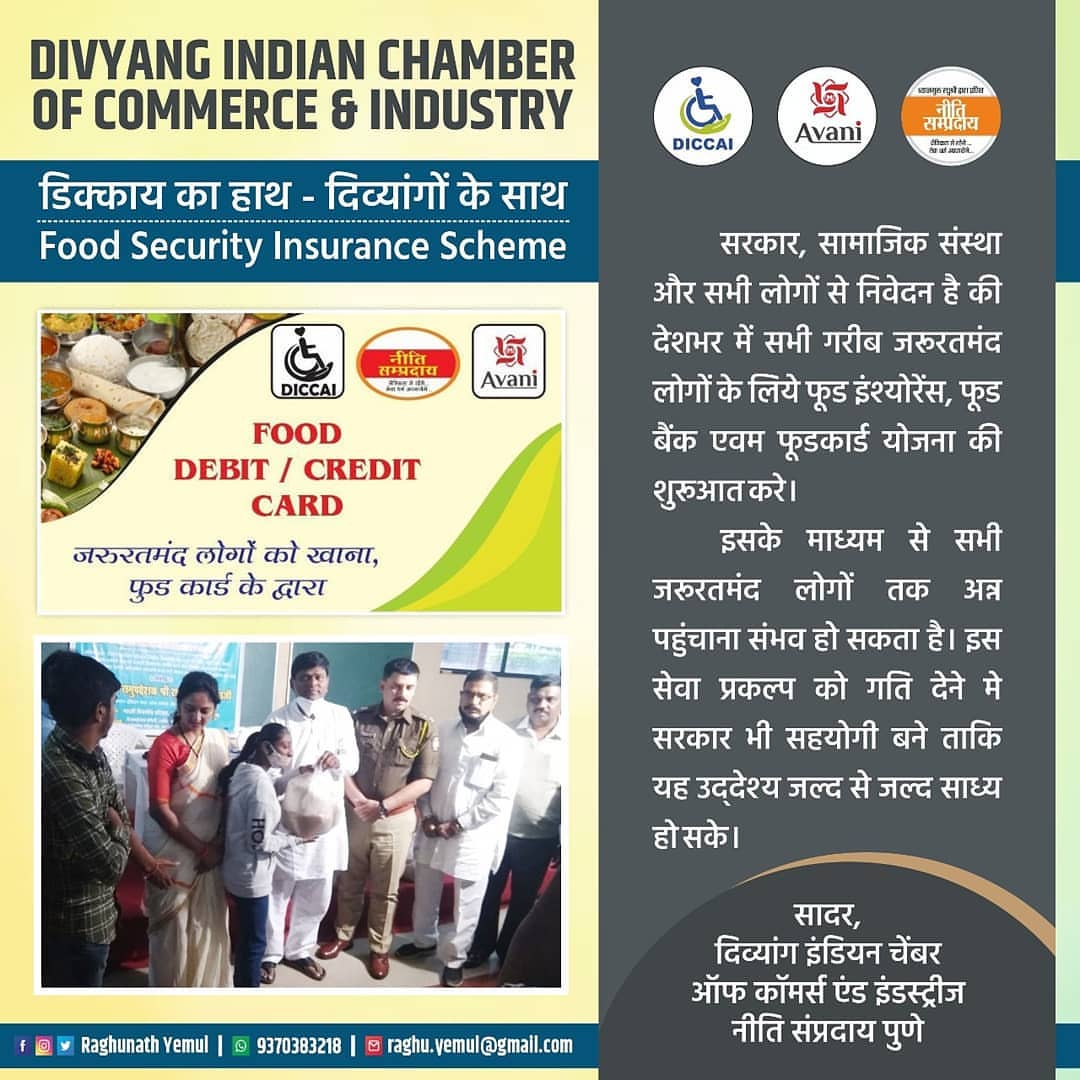 DIVYANG INDIAN CHAMBER
OF COMMERCE & INDUSTRY
डिक्काय का हाथ - दिव्यांगों के साथ
Food Security Insurance Scheme
DICCAI
नीति
सम्प्रदाय
Avani
FOOD
DEBIT / CREDIT
CARD
जरुरतमंद लोगों को खाना,
फुड कार्ड के द्वारा
HO
Raghunath Yemul | 9370383218 | raghu.yemul@gmail.com
DICCAI
Avani
नीति
सम्प्रदाय
सरकार, सामाजिक संस्था
और सभी लोगों से निवेदन है की
देशभर में सभी गरीब जरूरतमंद
लोगों के लिये फूड इंश्योरेंस, फूड
बैंक एवम फूडकार्ड योजना की
शुरूआत करे।
इसके माध्यम से सभी
जरूरतमंद लोगों तक अन्न
पहुंचाना संभव हो सकता है। इस
सेवा प्रकल्प को गति देने मे
सरकार भी सहयोगी बने ताकि
यह उद्देश्य जल्द से जल्द साध्य
हो सके।
सादर,
दिव्यांग इंडियन चेंबर
ऑफ कॉमर्स एंड इंडस्ट्रीज
नीति संप्रदाय पुणे